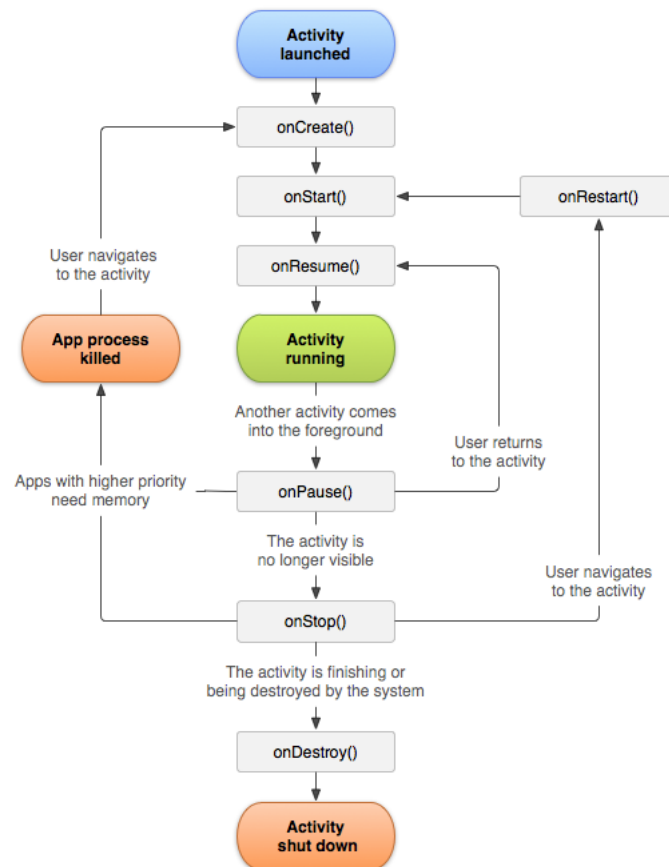 Activity
launched
onCreate()
onStart()
onRestart()
onResume()
User navigates
to the activity
App process
killed
Activity
running
Another activity comes
into the foreground
User returns
to the activity
Apps with higher priority
need memory
onPause()
The activity is
no longer visible
User navigates
to the activity
onStop()
The activity is finishing or
being destroyed by the system
onDestroy()
Activity
shut down